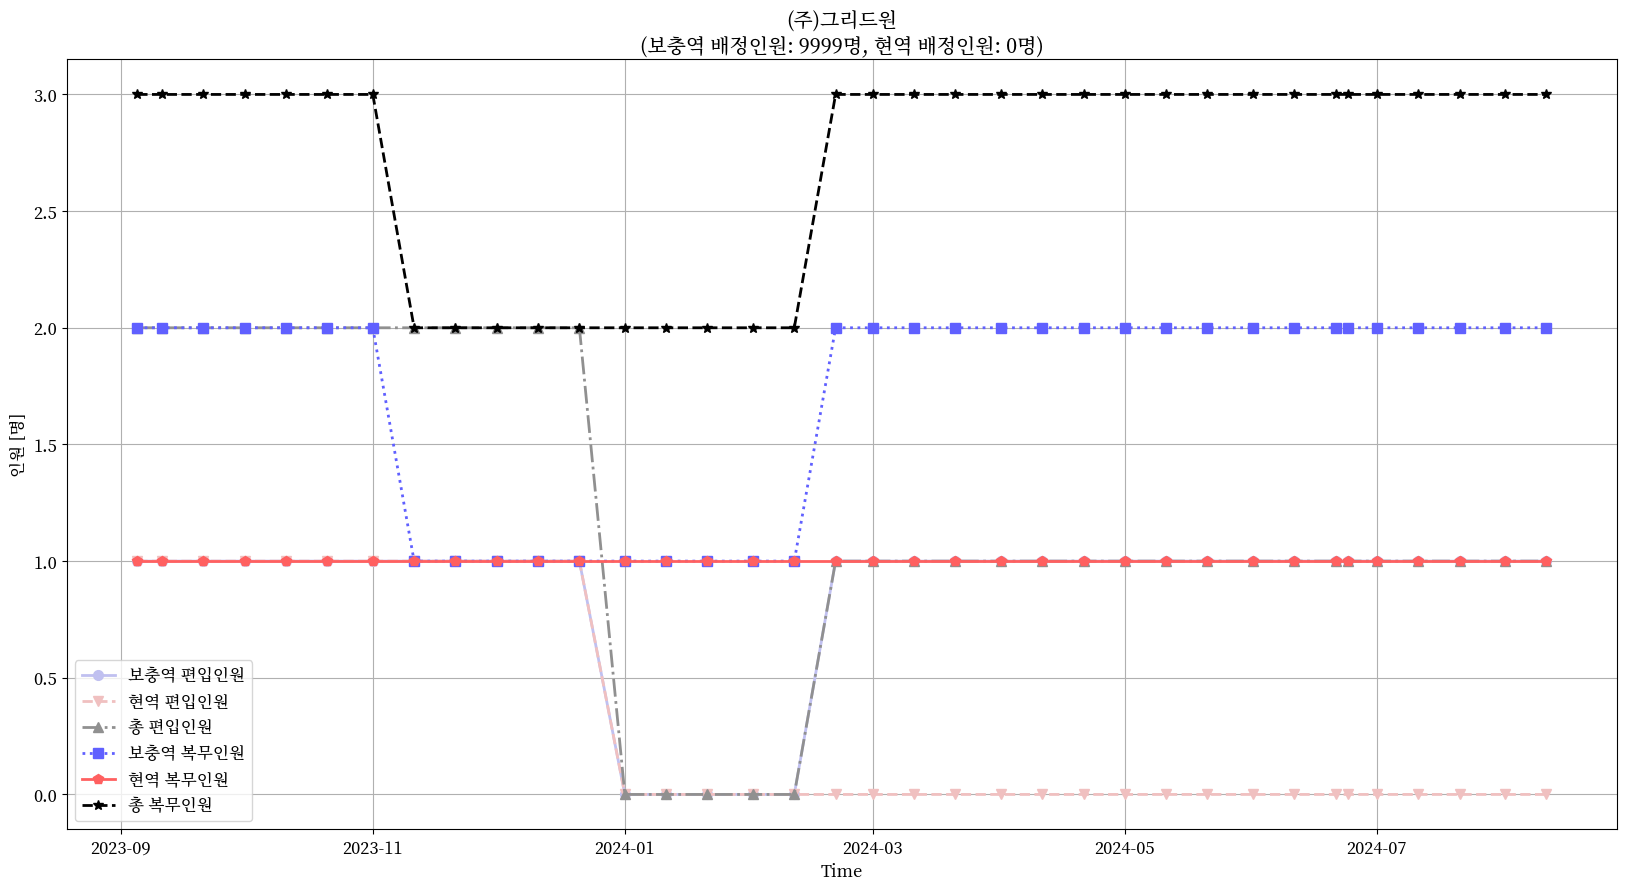 (주)그리드원
(보충역 배정인원: 9999명, 현역 배정인원: 0명)
3.0
2.5
2.0
1.5
1.0
0.5
0.0
인원 [명]
보충역 편입인원
현역 편입인원
총 편입인원
보충역 복무인원
현역 복무인원
총 복무인원
2023-09 2023-11 2024-01 2024-03 2024-05 2024-07
Time